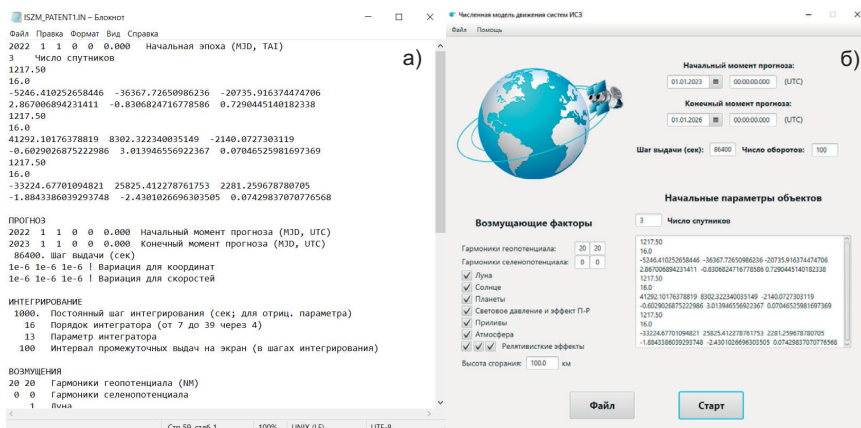 ISZM_PATENT1.IN – Блокнот
Файл Правка Формат Вид Справка
а)
2022 1 1 0 0 0.000 Начальная эпоха (MJD, TAI)
3 Число спутников
1217.50
16.0
-5246.410252658446 -36367.72650986236 -20735.916374474706
2.867006894231411 -0.8306824716778586 0.7290445140182338
1217.50
16.0
41292.10176378819 8302.322340035149 -2140.0727303119
-0.6029026875222986 3.013946556922367 0.07046525981697369
1217.50
16.0
-33224.67701094821 25825.412278761753 2281.259678780705
-1.8843386039293748 -2.4301026696303505 0.07429837070776568
ПРОГНОЗ
2022 1 1 0 0 0.000 Начальный момент прогноза (MJD, UTC)
2023 1 1 0 0 0.000 Конечный момент прогноза (MJD, UTC)
86400. Шаг выдачи (сек)
1e-6 1e-6 1e-6 ! Вариация для координат
1e-6 1e-6 1e-6 ! Вариация для скоростей
ИНТЕГРИРОВАНИЕ
1000. Постоянный шаг интегрирования (сек; для отриц. параметра)
16 Порядок интегратора (от 7 до 39 через 4)
13 Параметр интегратора
100 Интервал промежуточных выдач на экран (в шагах интегрирования)
ВОЗМУЩЕНИЯ
20 20 Гармоники геопотенциала (NM)
0 0 Гармоники селенопотенциала
1 Луна
Стр 59, стлб 1 100% UNIX (LF) UTF-8
Численная модель движения систем ИСЗ
Файл Помощь
б)
Начальный момент прогноза:
01.01.2023 00:00:00.000 (UTC)
Конечный момент прогноза:
01.01.2026 00:00:00.000 (UTC)
Шаг выдачи (сек): 86400 Число оборотов: 100
Возмущающие факторы
Гармоники геопотенциала: 20 20
Гармоники селенопотенциала: 0 0
Луна
Солнце
Планеты
Световое давление и эффект П-Р
Приливы
Атмосфера
Релятивисткие эффекты
Высота сгорания: 100.0 км
Начальные параметры объектов
3 Число спутников
1217.50
16.0
-5246.410252658446 -36367.72650986236 -20735.916374474706
2.867006894231411 -0.8306824716778586 0.7290445140182338
1217.50
16.0
41292.10176378819 8302.322340035149 -2140.0727303119
-0.6029026875222986 3.013946556922367 0.07046525981697369
1217.50
16.0
-33224.67701094821 25825.412278761753 2281.259678780705
-1.8843386039293748 -2.4301026696303505 0.07429837070776568
Файл Старт